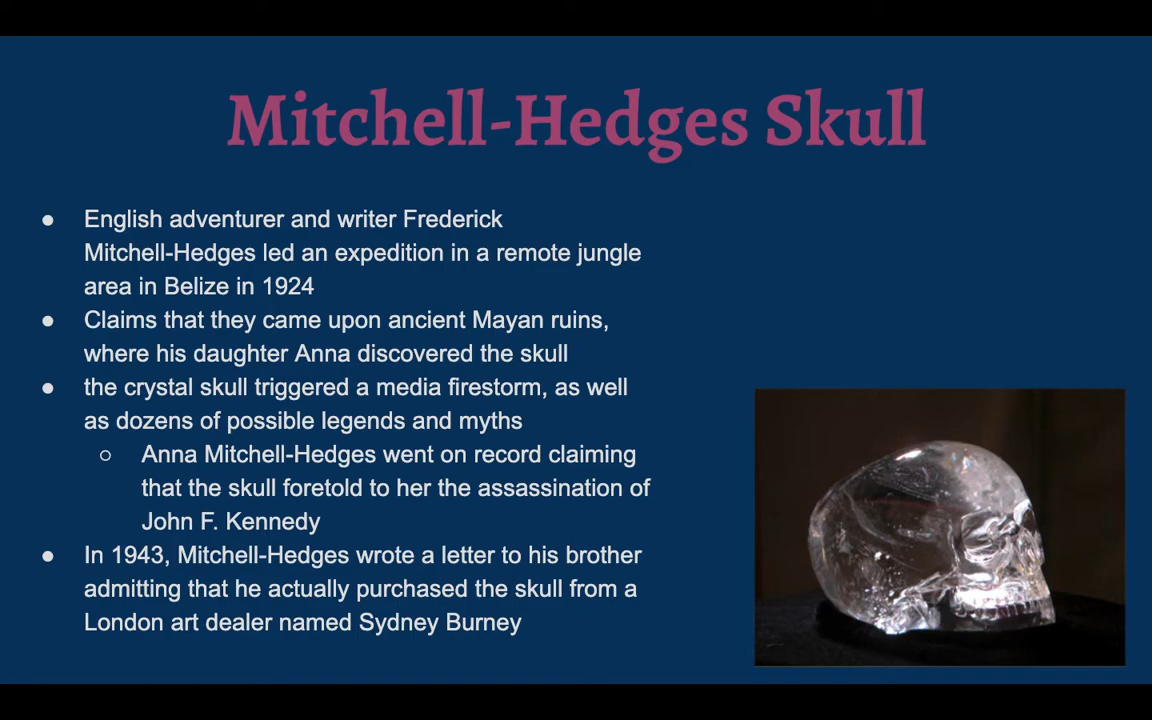 Mitchell-Hedges Skull
● English adventurer and writer Frederick
Mitchell-Hedges led an expedition in a remote jungle
area in Belize in 1924
● Claims that they came upon ancient Mayan ruins,
where his daughter Anna discovered the skull
● the crystal skull triggered a media firestorm, as well
as dozens of possible legends and myths
○ Anna Mitchell-Hedges went on record claiming
that the skull foretold to her the assassination of
John F. Kennedy
● In 1943, Mitchell-Hedges wrote a letter to his brother
admitting that he actually purchased the skull from a
London art dealer named Sydney Burney